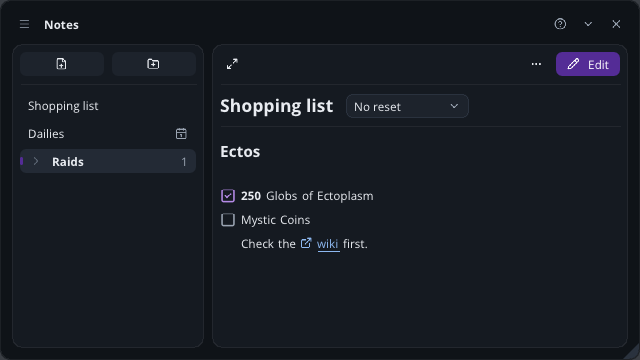 Notes
Edit
Shopping list
Dailies
Raids 1
Shopping list No reset
Ectos
250 Globs of Ectoplasm
Mystic Coins
Check the wiki first.